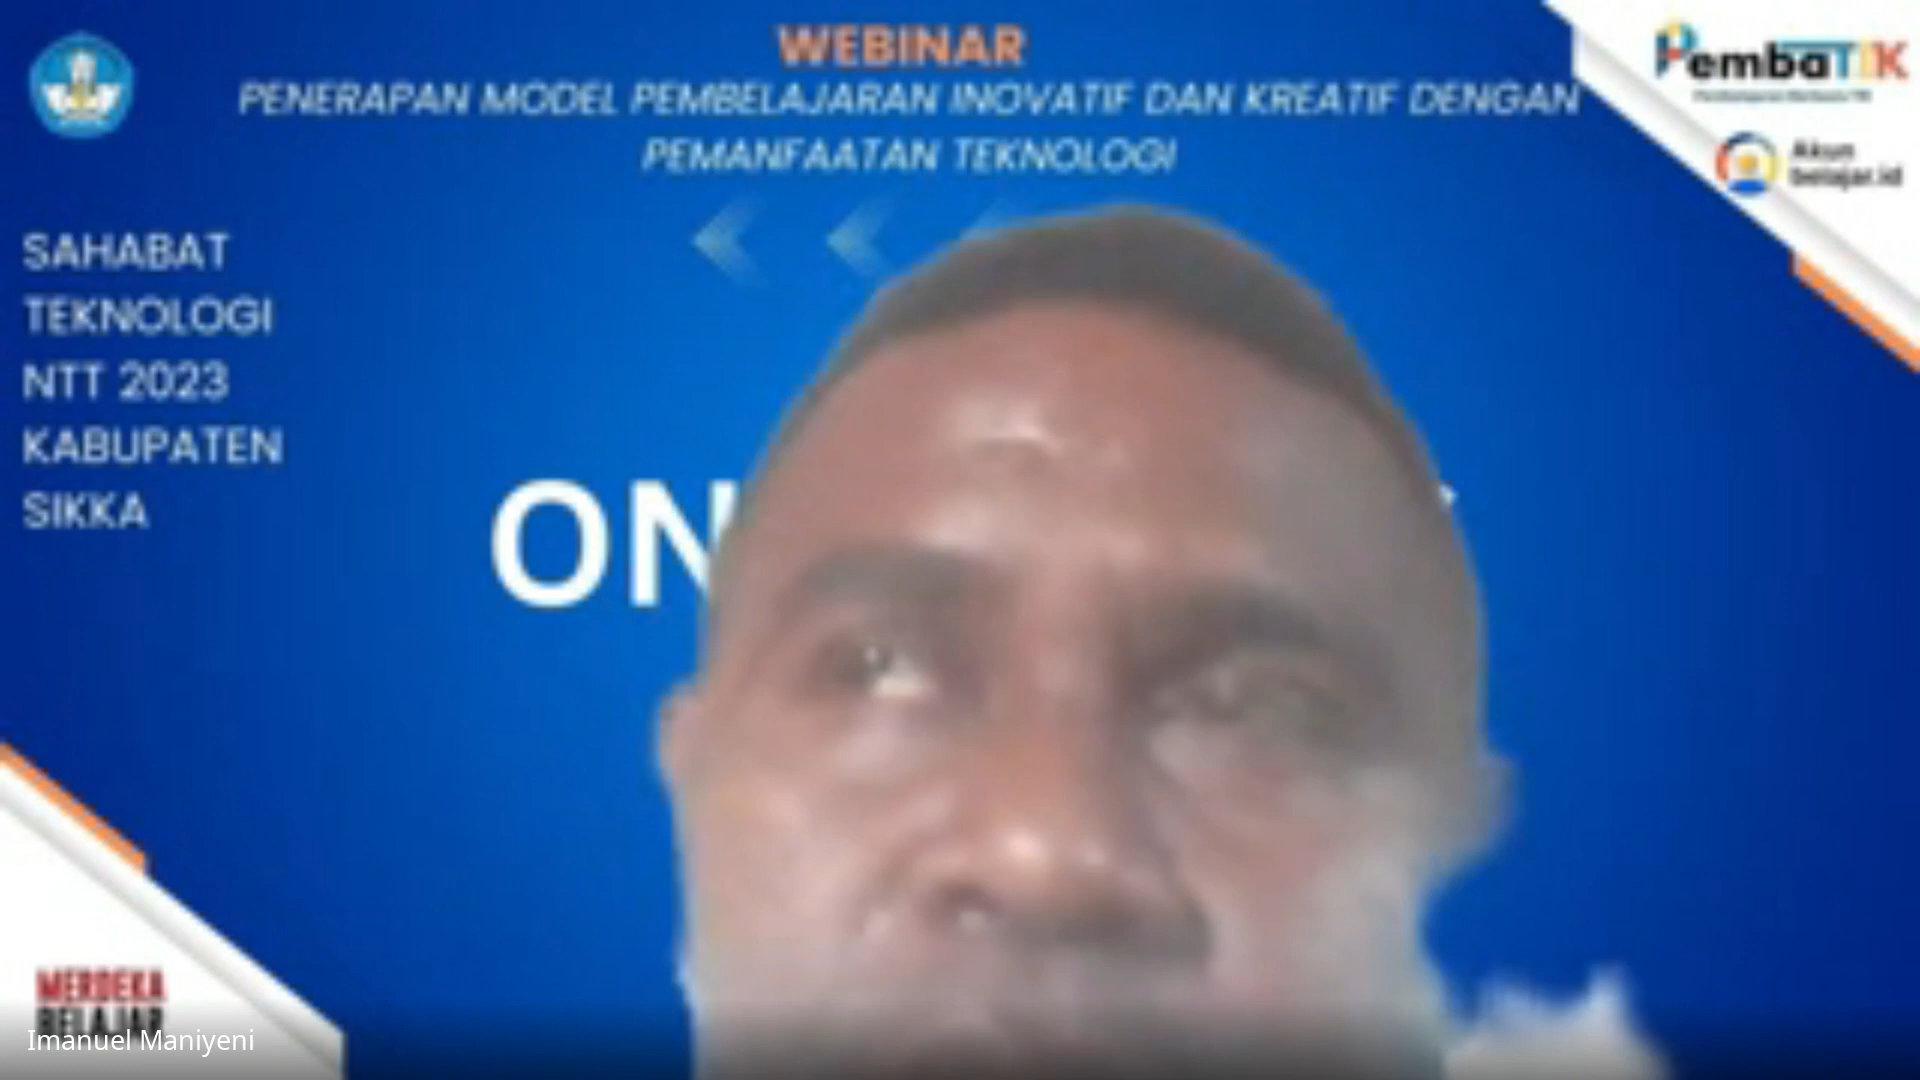 WEBINAR
PENERAPAN MODEL PEMBELAJARAN INOVATIF DAN KREATIF DENGAN
PEMANFAATAN TEKNOLOGI
PembaTIK
Akun
belajar.id
SAHABAT
TEKNOLOGI
NTT 2023
KABUPATEN
SIKKA
ON
MERDEKA
BELAJAR
Imanuel Maniyeni